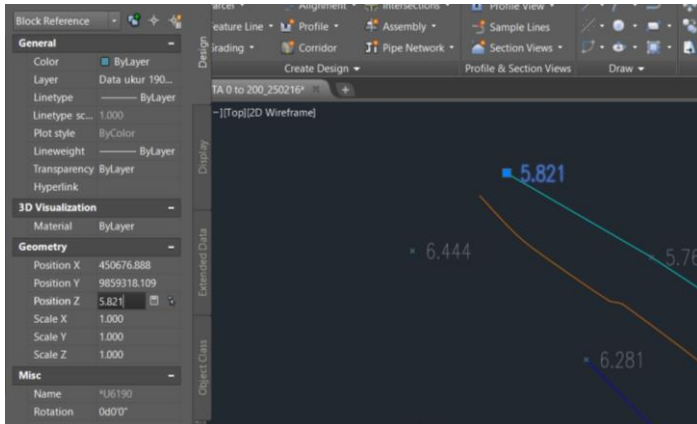 Block Reference
General
Color ByLayer
Layer Data ukur 190...
Linetype ByLayer
Linetype sc... 1.000
Plot style ByColor
Lineweight ByLayer
Transparency ByLayer
Hyperlink
3D Visualization
Material ByLayer
Geometry
Position X 450676.888
Position Y 9859318.109
Position Z 5.821
Scale X 1.000
Scale Y 1.000
Scale Z 1.000
Misc
Name *U6190
Rotation 0d0'0"
Design
Display
Extended Data
Object Class
Alignment Intersections Profile View
eature Line Profile Assembly Sample Lines
Grading Corridor Pipe Network Section Views
Create Design Profile & Section Views Draw
TA 0 to 200_250216*
−][Top][2D Wireframe]
5.821
6.444
5.76
6.281